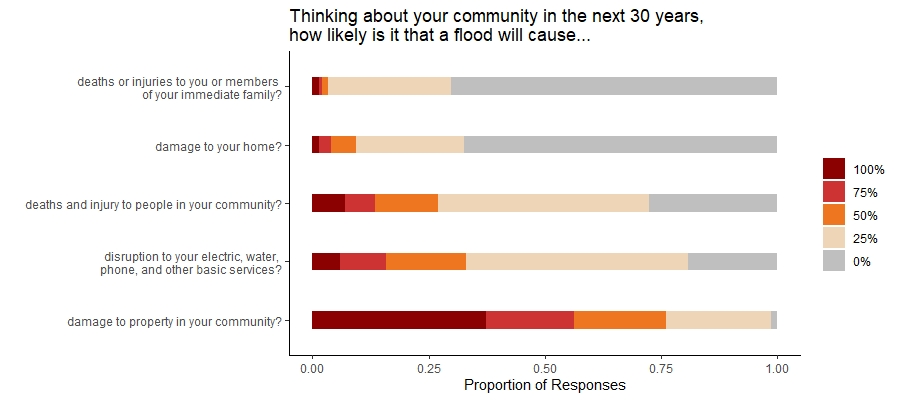 Thinking about your community in the next 30 years,
how likely is it that a flood will cause...
deaths or injuries to you or members
of your immediate family?
damage to your home?
deaths and injury to people in your community?
disruption to your electric, water,
phone, and other basic services?
damage to property in your community?
0.00 0.25 0.50 0.75 1.00
Proportion of Responses
100%
75%
50%
25%
0%